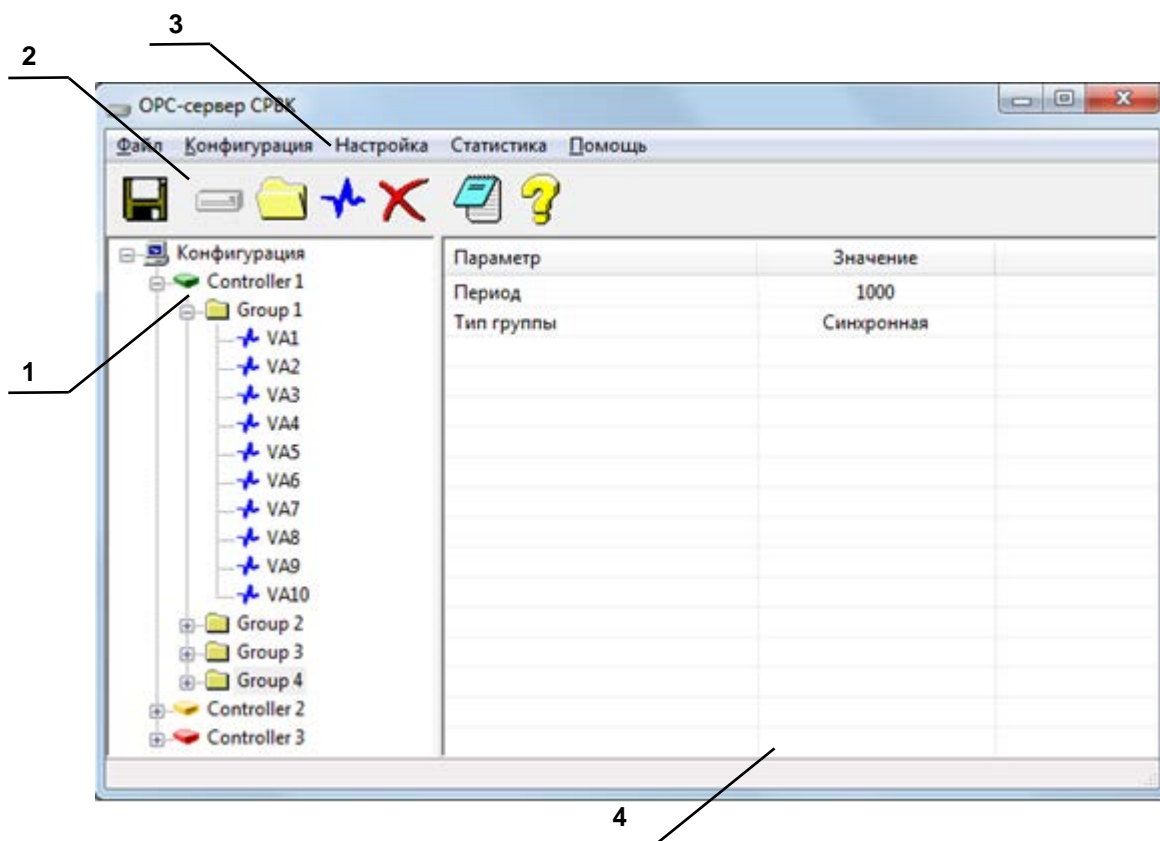 3
2
OPC-сервер СРВК
Файл Конфигурация Настройка Статистика Помощь
Конфигурация
Controller 1
Group 1
VA1
VA2
VA3
VA4
VA5
VA6
VA7
VA8
VA9
VA10
Group 2
Group 3
Group 4
Controller 2
Controller 3
Параметр Значение
Период 1000
Тип группы Синхронная
1
4